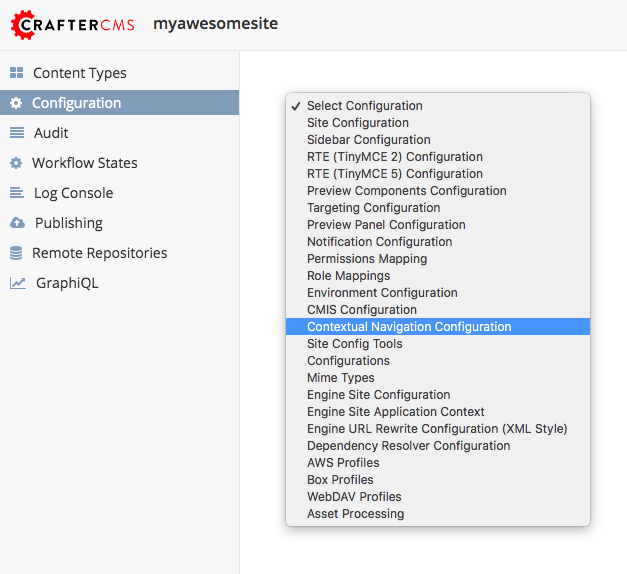 CRAFTERCMS myawesomesite
Content Types
Configuration
Audit
Workflow States
Log Console
Publishing
Remote Repositories
GraphiQL
✓ Select Configuration
Site Configuration
Sidebar Configuration
RTE (TinyMCE 2) Configuration
RTE (TinyMCE 5) Configuration
Preview Components Configuration
Targeting Configuration
Preview Panel Configuration
Notification Configuration
Permissions Mapping
Role Mappings
Environment Configuration
CMIS Configuration
Contextual Navigation Configuration
Site Config Tools
Configurations
Mime Types
Engine Site Configuration
Engine Site Application Context
Engine URL Rewrite Configuration (XML Style)
Dependency Resolver Configuration
AWS Profiles
Box Profiles
WebDAV Profiles
Asset Processing